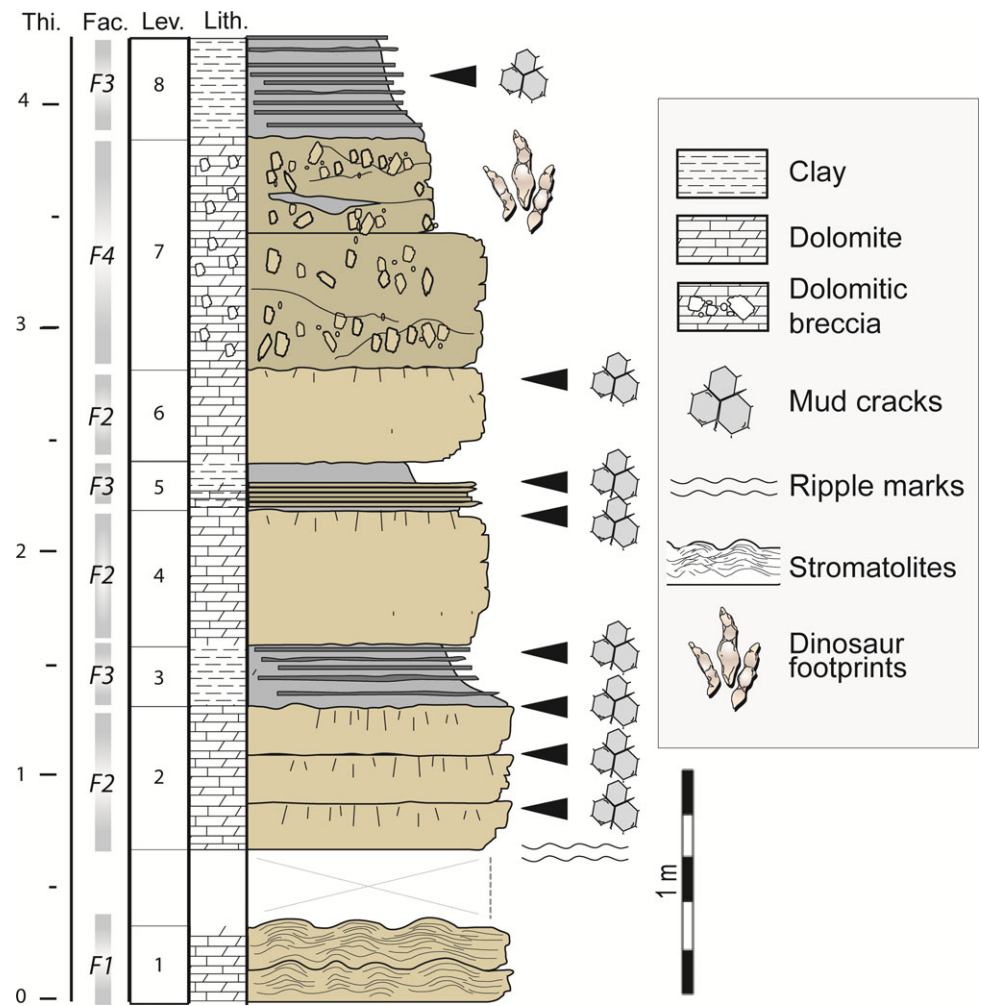 Thi. Fac. Lev. Lith.
F3 8
4
F4 7
3
F2 6
F3 5
2
F2 4
F3 3
1
F2 2
F1 1
0
Clay
Dolomite
Dolomitic
breccia
Mud cracks
Ripple marks
Stromatolites
Dinosaur
footprints
1 m